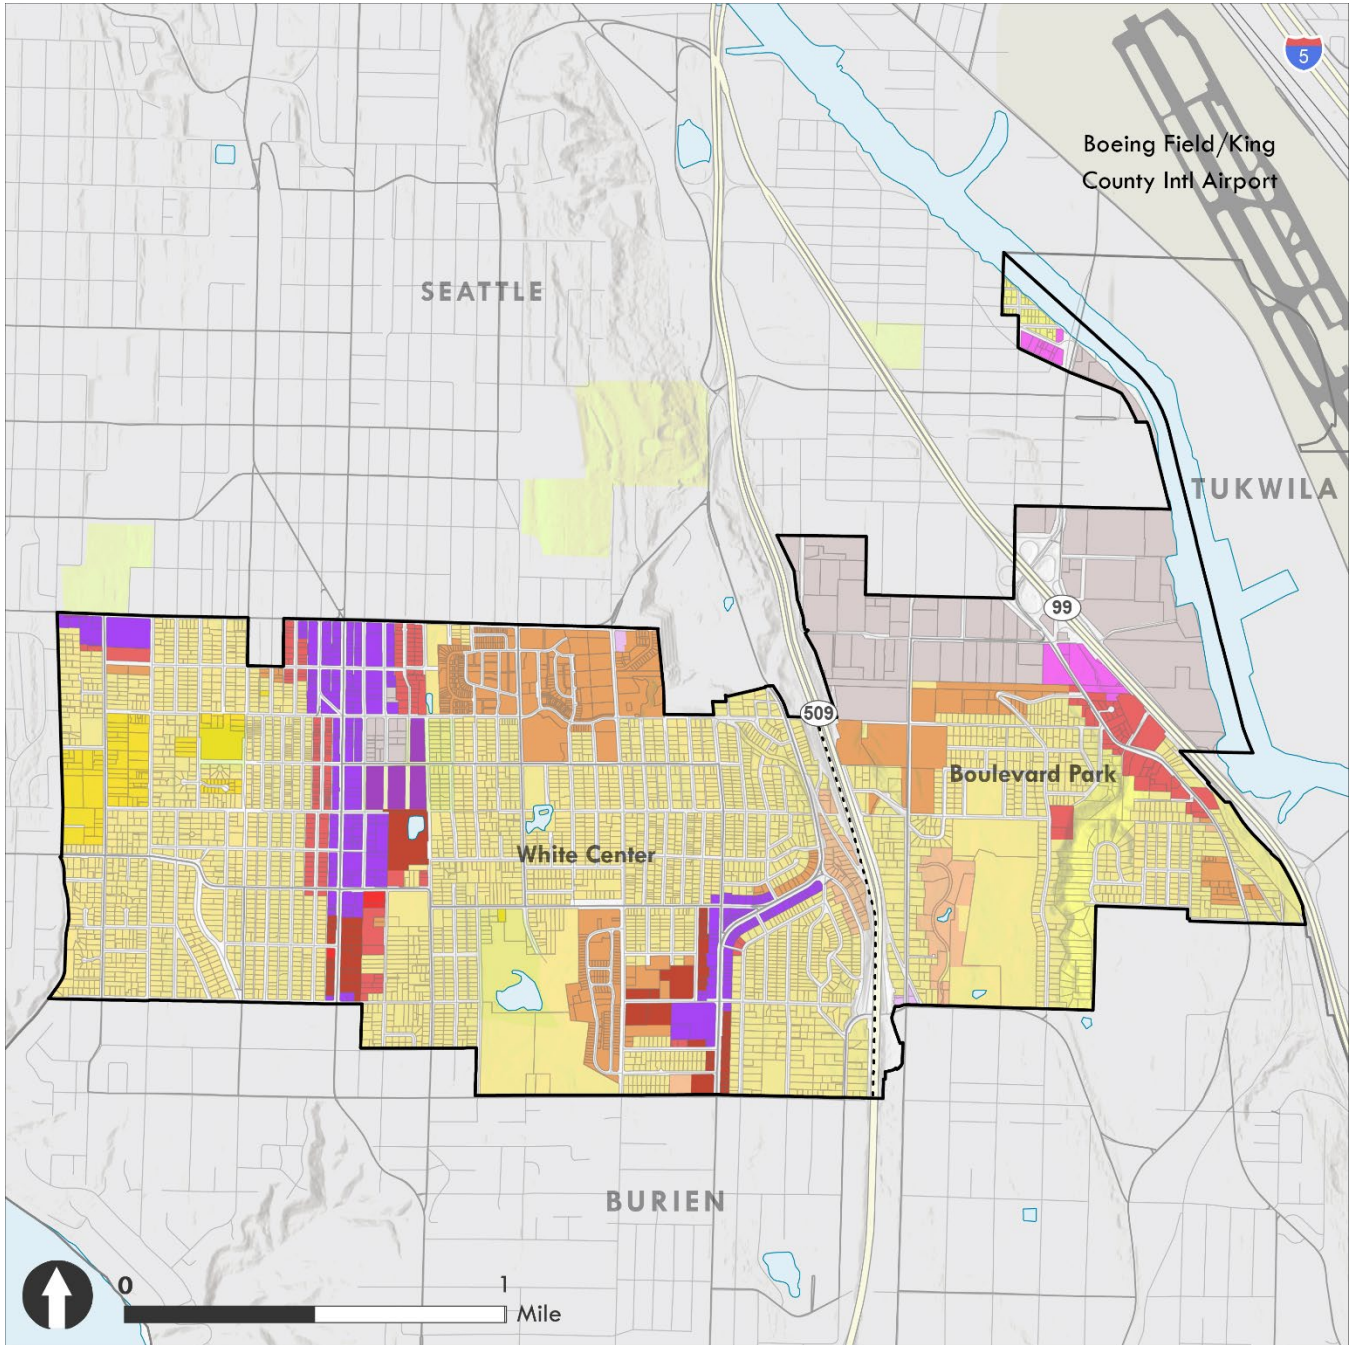 5
Boeing Field/King
County Intl Airport
SEATTLE
TUKWILA
99
509
Boulevard Park
White Center
BURIEN
0 1
Mile